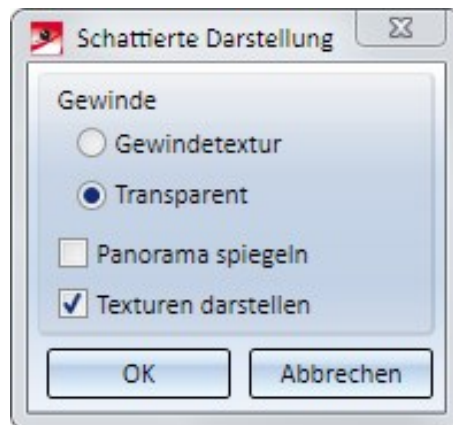 Schattierte Darstellung
Gewinde
Gewindetextur
Transparent
Panorama spiegeln
Texturen darstellen
OK
Abbrechen